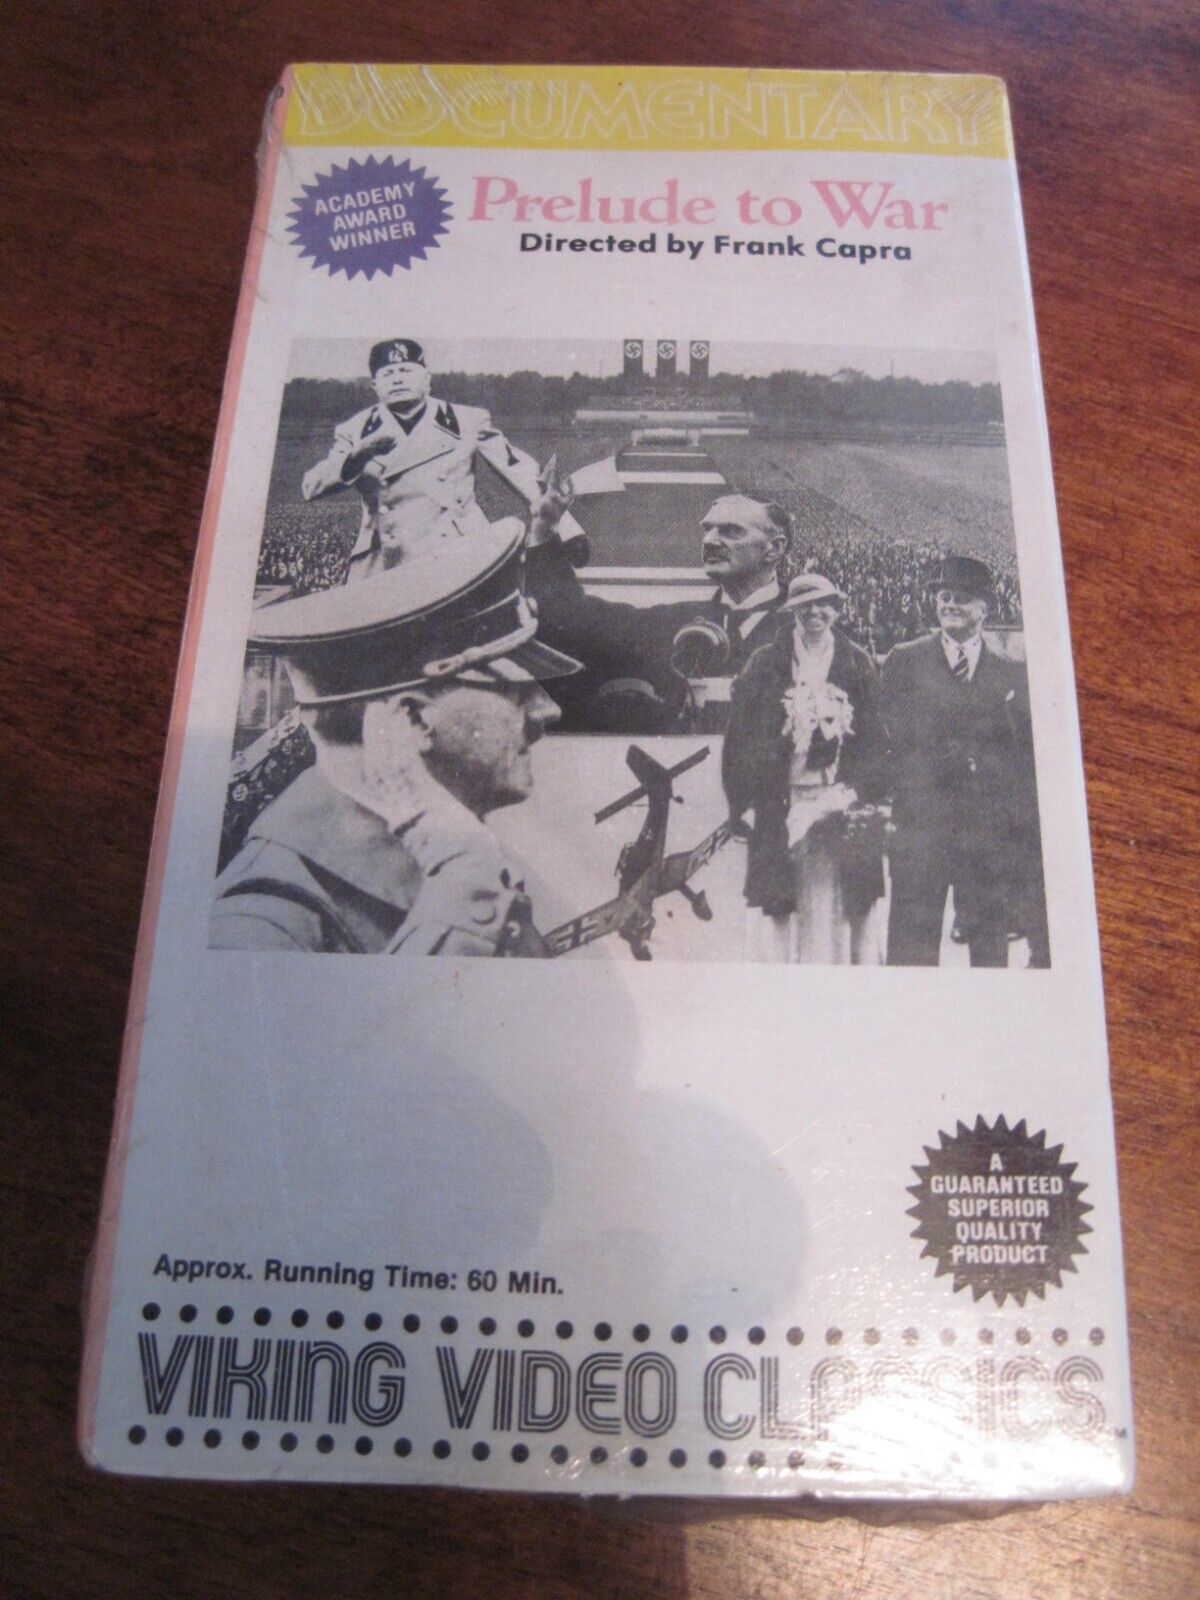 DOCUMENTARY
ACADEMY
AWARD
WINNER
Prelude to War
Directed by Frank Capra
A
GUARANTEED
SUPERIOR
QUALITY
PRODUCT
Approx. Running Time: 60 Min.
VIKING VIDEO CLASSICS™